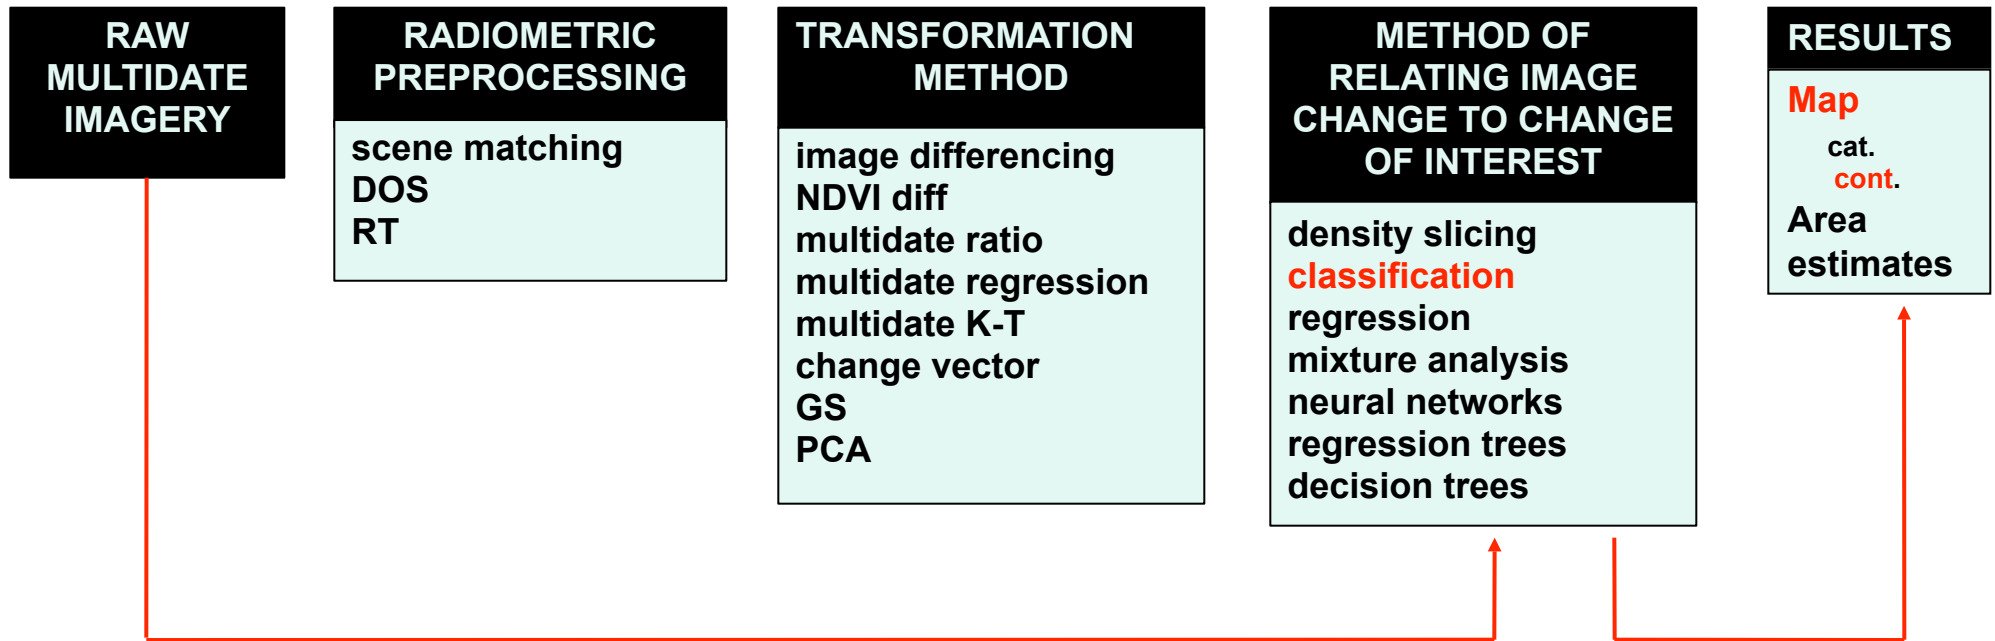 RAW
MULTIDATE
IMAGERY
RADIOMETRIC
PREPROCESSING
scene matching
DOS
RT
TRANSFORMATION
METHOD
image differencing
NDVI diff
multidate ratio
multidate regression
multidate K-T
change vector
GS
PCA
METHOD OF
RELATING IMAGE
CHANGE TO CHANGE
OF INTEREST
density slicing
classification
regression
mixture analysis
neural networks
regression trees
decision trees
RESULTS
Map
cat.
cont.
Area
estimates